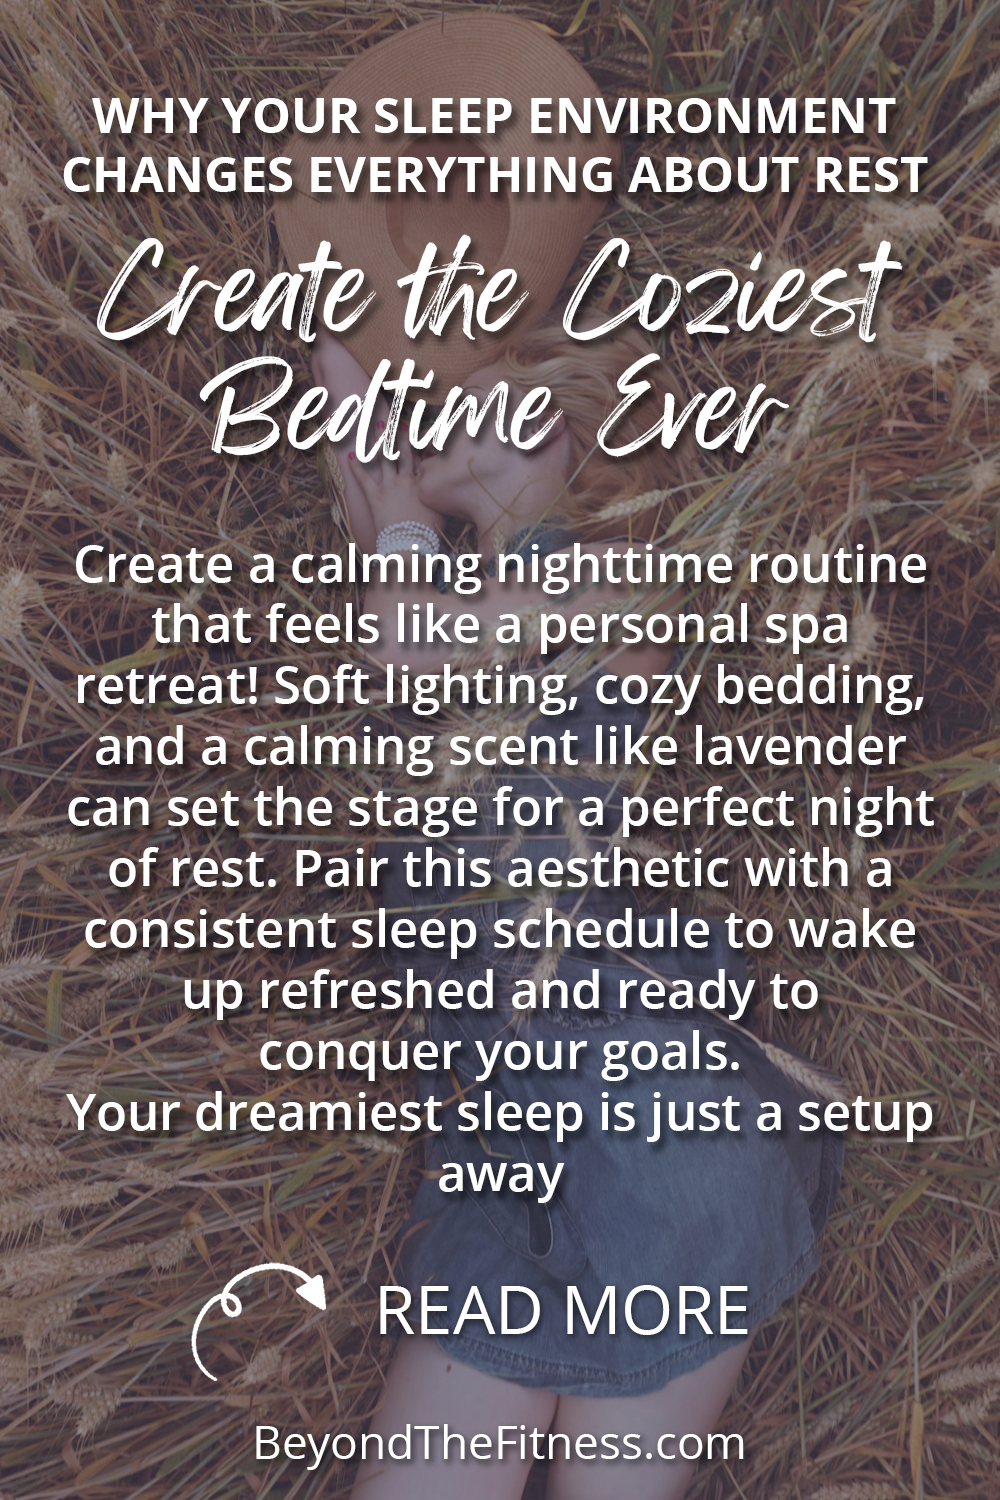 WHY YOUR SLEEP ENVIRONMENT
CHANGES EVERYTHING ABOUT REST
Create the Coziest
Bedtime Ever
Create a calming nighttime routine
that feels like a personal spa
retreat! Soft lighting, cozy bedding,
and a calming scent like lavender
can set the stage for a perfect night
of rest. Pair this aesthetic with a
consistent sleep schedule to wake
up refreshed and ready to
conquer your goals.
Your dreamiest sleep is just a setup
away
READ MORE
BeyondTheFitness.com